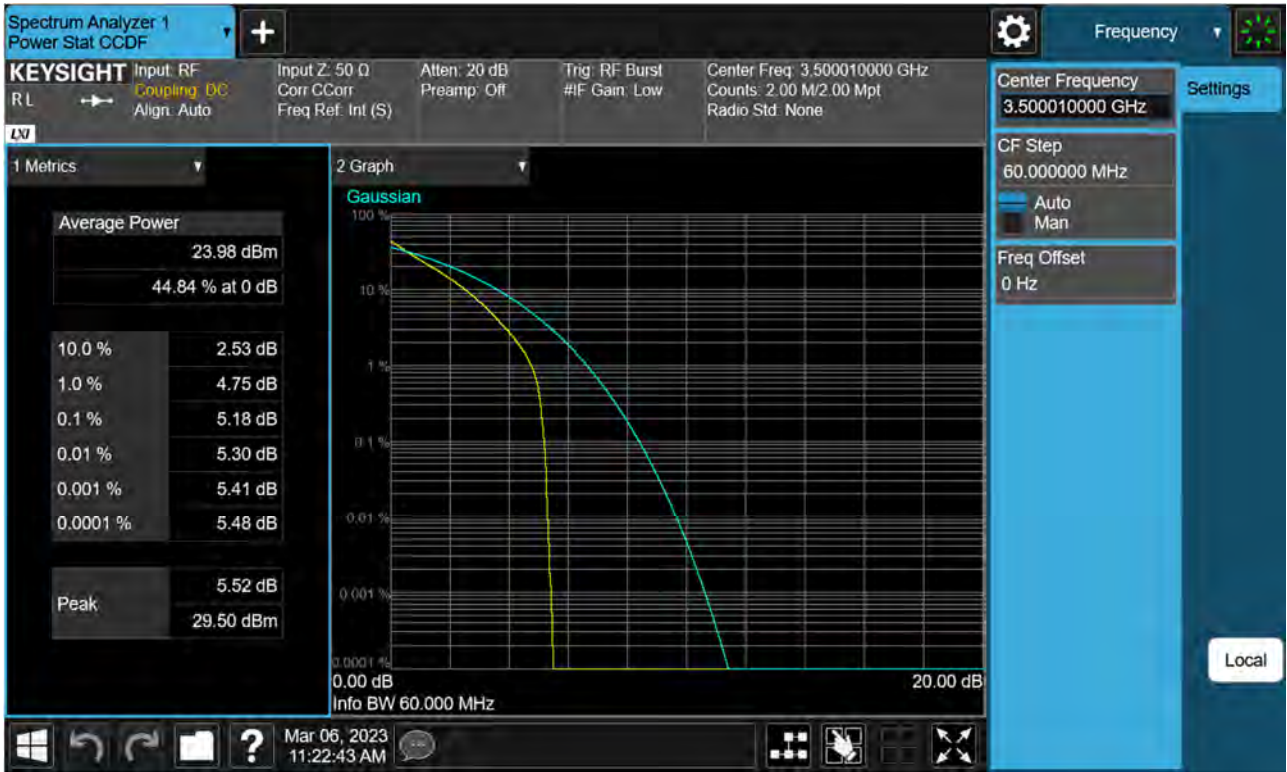 Spectrum Analyzer 1
Power Stat CCDF
Frequency
KEYSIGHT
RL
LXI
Input: RF
Coupling: DC
Align: Auto
Input Z: 50 Ω
Corr CCorr
Freq Ref: Int (S)
Atten: 20 dB
Preamp: Off
Trig: RF Burst
#IF Gain: Low
Center Freq: 3.500010000 GHz
Counts: 2.00 M/2.00 Mpt
Radio Std: None
Center Frequency
3.500010000 GHz
Settings
CF Step
60.000000 MHz
Auto
Man
Freq Offset
0 Hz
Local
1 Metrics
Average Power
23.98 dBm
44.84 % at 0 dB
10.0 % 2.53 dB
1.0 % 4.75 dB
0.1 % 5.18 dB
0.01 % 5.30 dB
0.001 % 5.41 dB
0.0001 % 5.48 dB
Peak 5.52 dB
29.50 dBm
2 Graph
Gaussian
100 %
10 %
1 %
0.1 %
0.01 %
0.001 %
0.0001 %
0.00 dB 20.00 dB
Info BW 60.000 MHz
?
Mar 06, 2023
11:22:43 AM